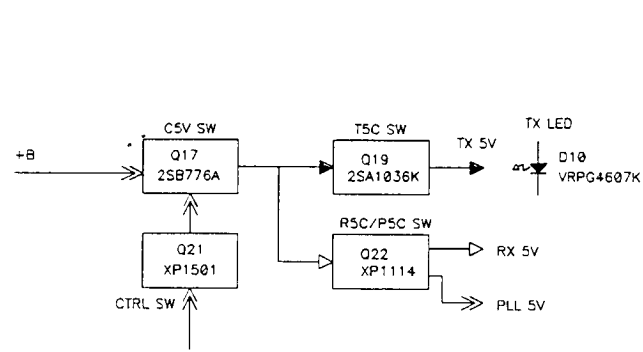 C5V SW
Q17
2SB776A
+B
T5C SW
Q19
2SA1036K
TX 5V
TX LED
D10
VRPG4607K
Q21
XP1501
CTRL SW
R5C/P5C SW
Q22
XP1114
RX 5V
PLL 5V